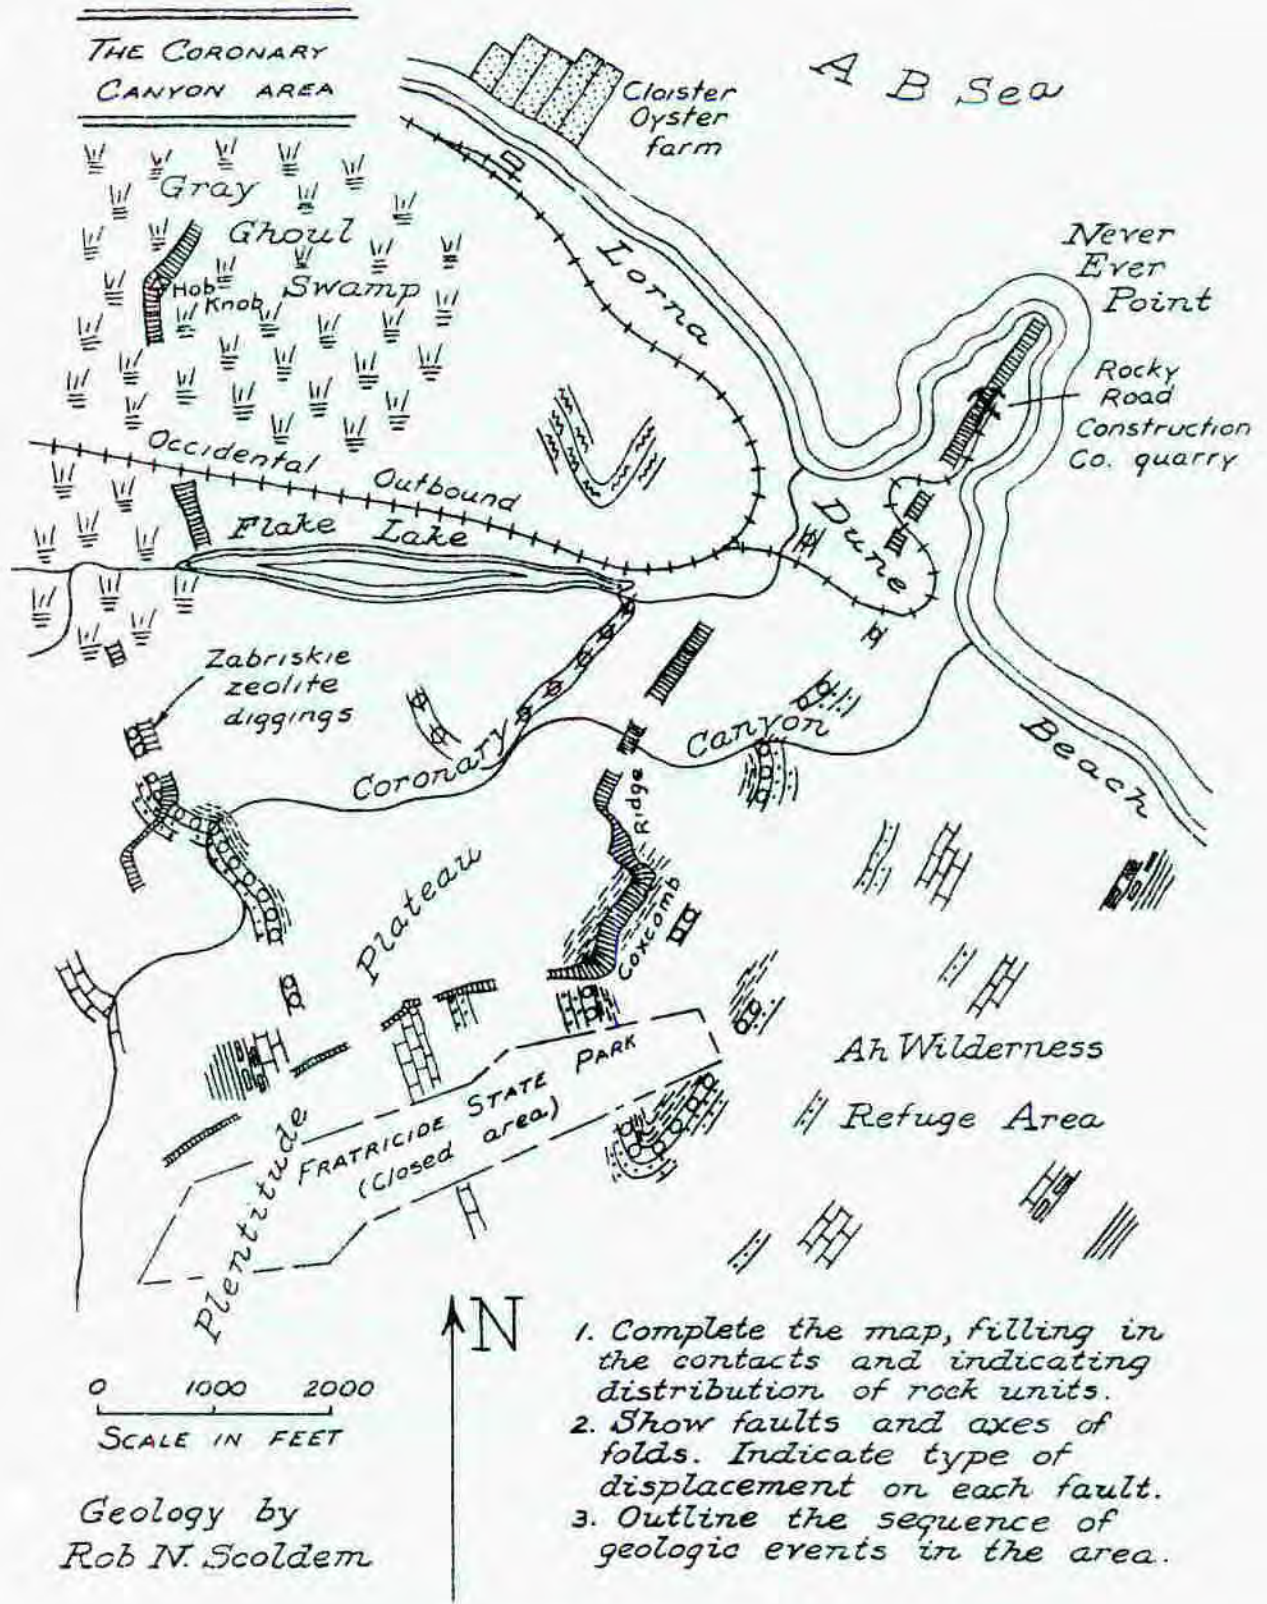 THE CORONARY
CANYON AREA
A B Sea
Cloister
Oyster
farm
Gray
Ghoul
Swamp
Hob
Knob
Lorna
Never
Ever
Point
Rocky
Road
Construction
Co. quarry
Occidental
Outbound
Flake Lake
Dune
Zabriskie
zeolite
diggings
Coronary
Canyon
Beach
Ridge
Coxcomb
Plateau
Plentitude
FRATRICIDE STATE PARK
(Closed area)
Ah Wilderness
Refuge Area
N
0 1000 2000
SCALE IN FEET
Geology by
Rob N. Scoldem
1. Complete the map, filling in
the contacts and indicating
distribution of rock units.
2. Show faults and axes of
folds. Indicate type of
displacement on each fault.
3. Outline the sequence of
geologic events in the area.